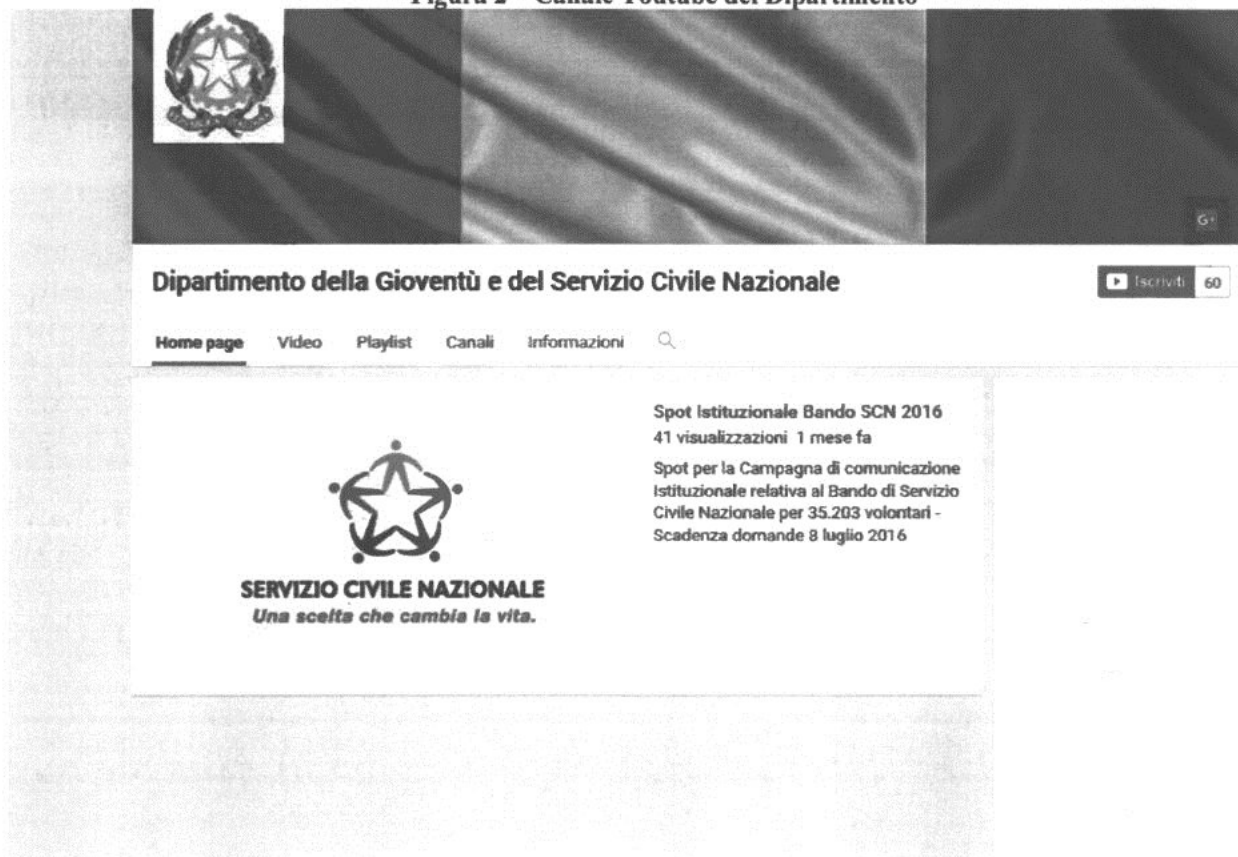 Figura 2 – Canale Youtube del Dipartimento
G+
Dipartimento della Gioventù e del Servizio Civile Nazionale
Iscriviti 60
Home page Video Playlist Canali Informazioni
Spot Istituzionale Bando SCN 2016
41 visualizzazioni 1 mese fa
Spot per la Campagna di comunicazione
Istituzionale relativa al Bando di Servizio
Civile Nazionale per 35.203 volontari -
Scadenza domande 8 luglio 2016
SERVIZIO CIVILE NAZIONALE
Una scelta che cambia la vita.